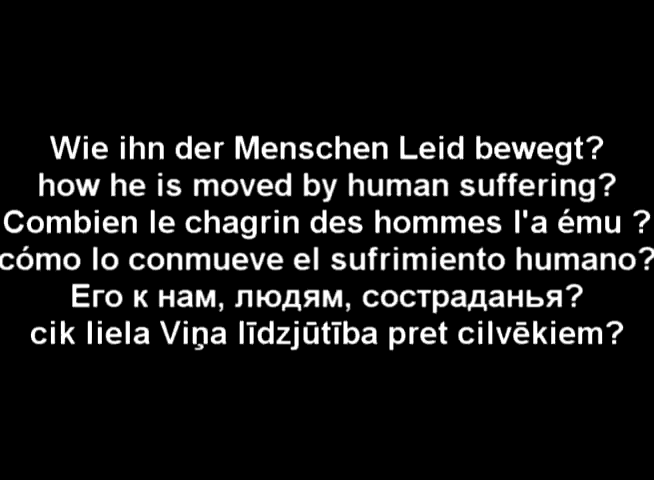 Wie ihn der Menschen Leid bewegt?
how he is moved by human suffering?
Combien le chagrin des hommes l'a ému ?
cómo lo conmueve el sufrimiento humano?
Его к нам, людям, состраданья?
cik liela Viņa līdzjūtība pret cilvēkiem?